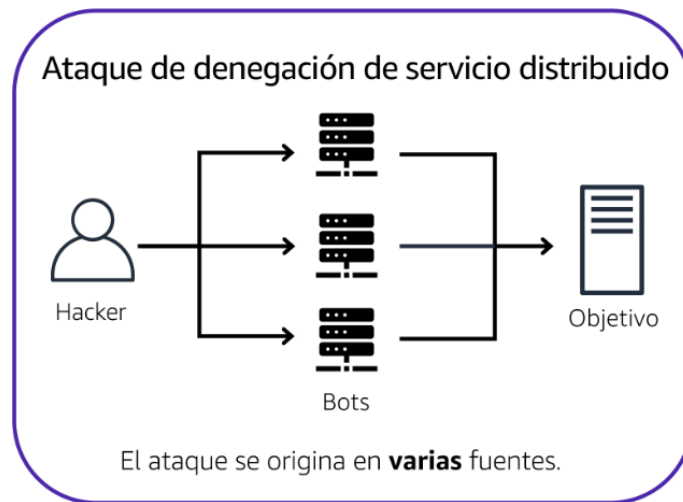 Ataque de denegación de servicio distribuido
Hacker
Bots
Objetivo
El ataque se origina en varias fuentes.